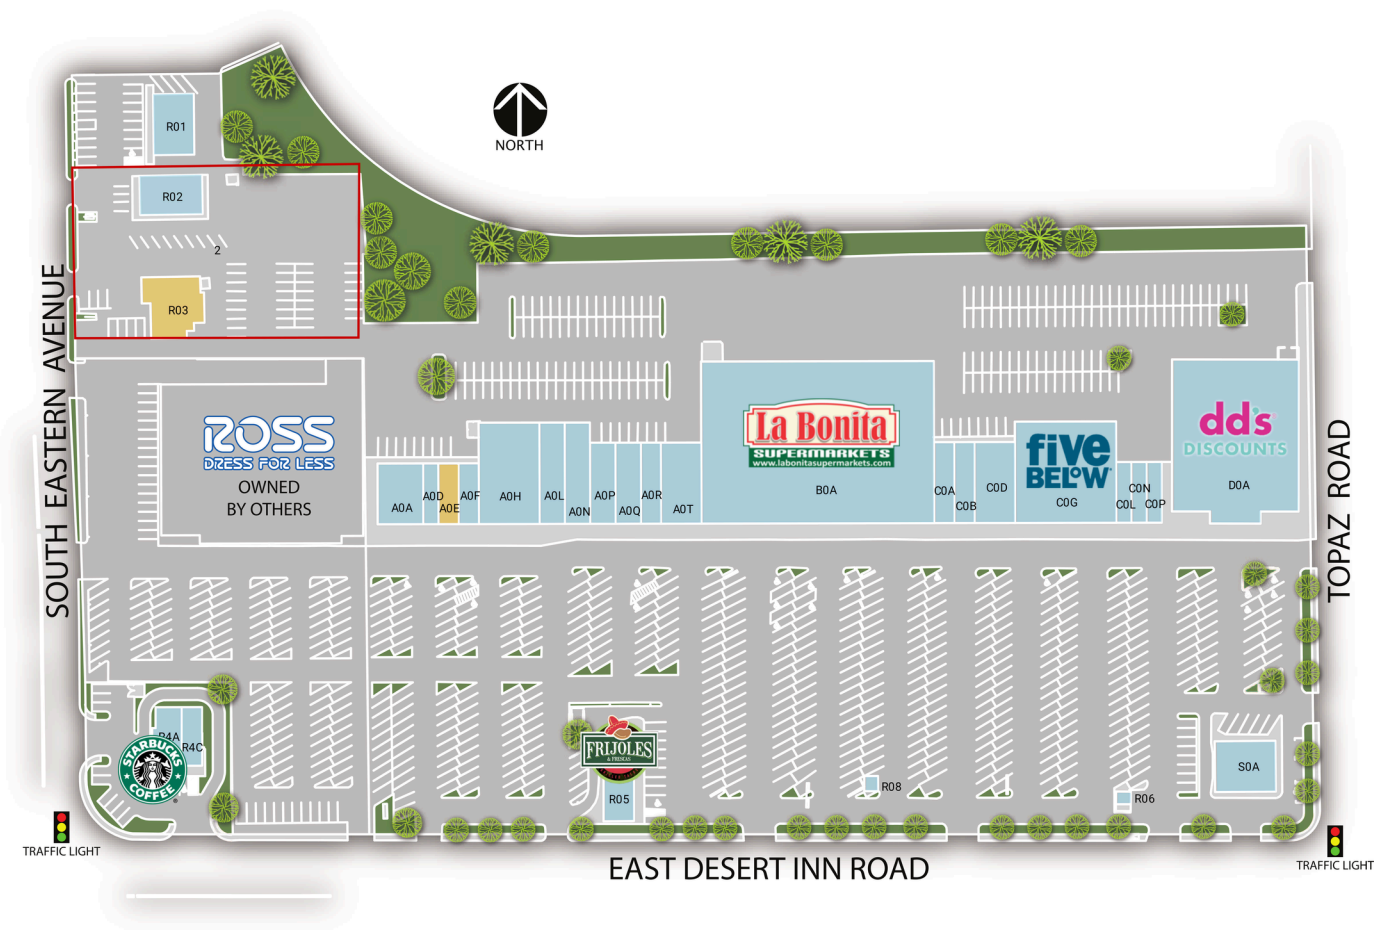 R01
NORTH
R02
2
R03
SOUTH EASTERN AVENUE
ROSS
DRESS FOR LESS
OWNED
BY OTHERS
A0A
A0D
A0E
A0F
A0H
A0L
A0N
A0P
A0Q
A0R
A0T
La Bonita
SUPERMARKETS
www.labonitasupermarkets.com
B0A
C0A
C0B
C0D
five
BELOW
C0G
C0L
C0N
C0P
dd's
DISCOUNTS
D0A
TOPAZ ROAD
R4A
R4C
STARBUCKS
COFFEE
FRIJOLES
& FRESCAS
R05
R08
R06
S0A
TRAFFIC LIGHT
EAST DESERT INN ROAD
TRAFFIC LIGHT